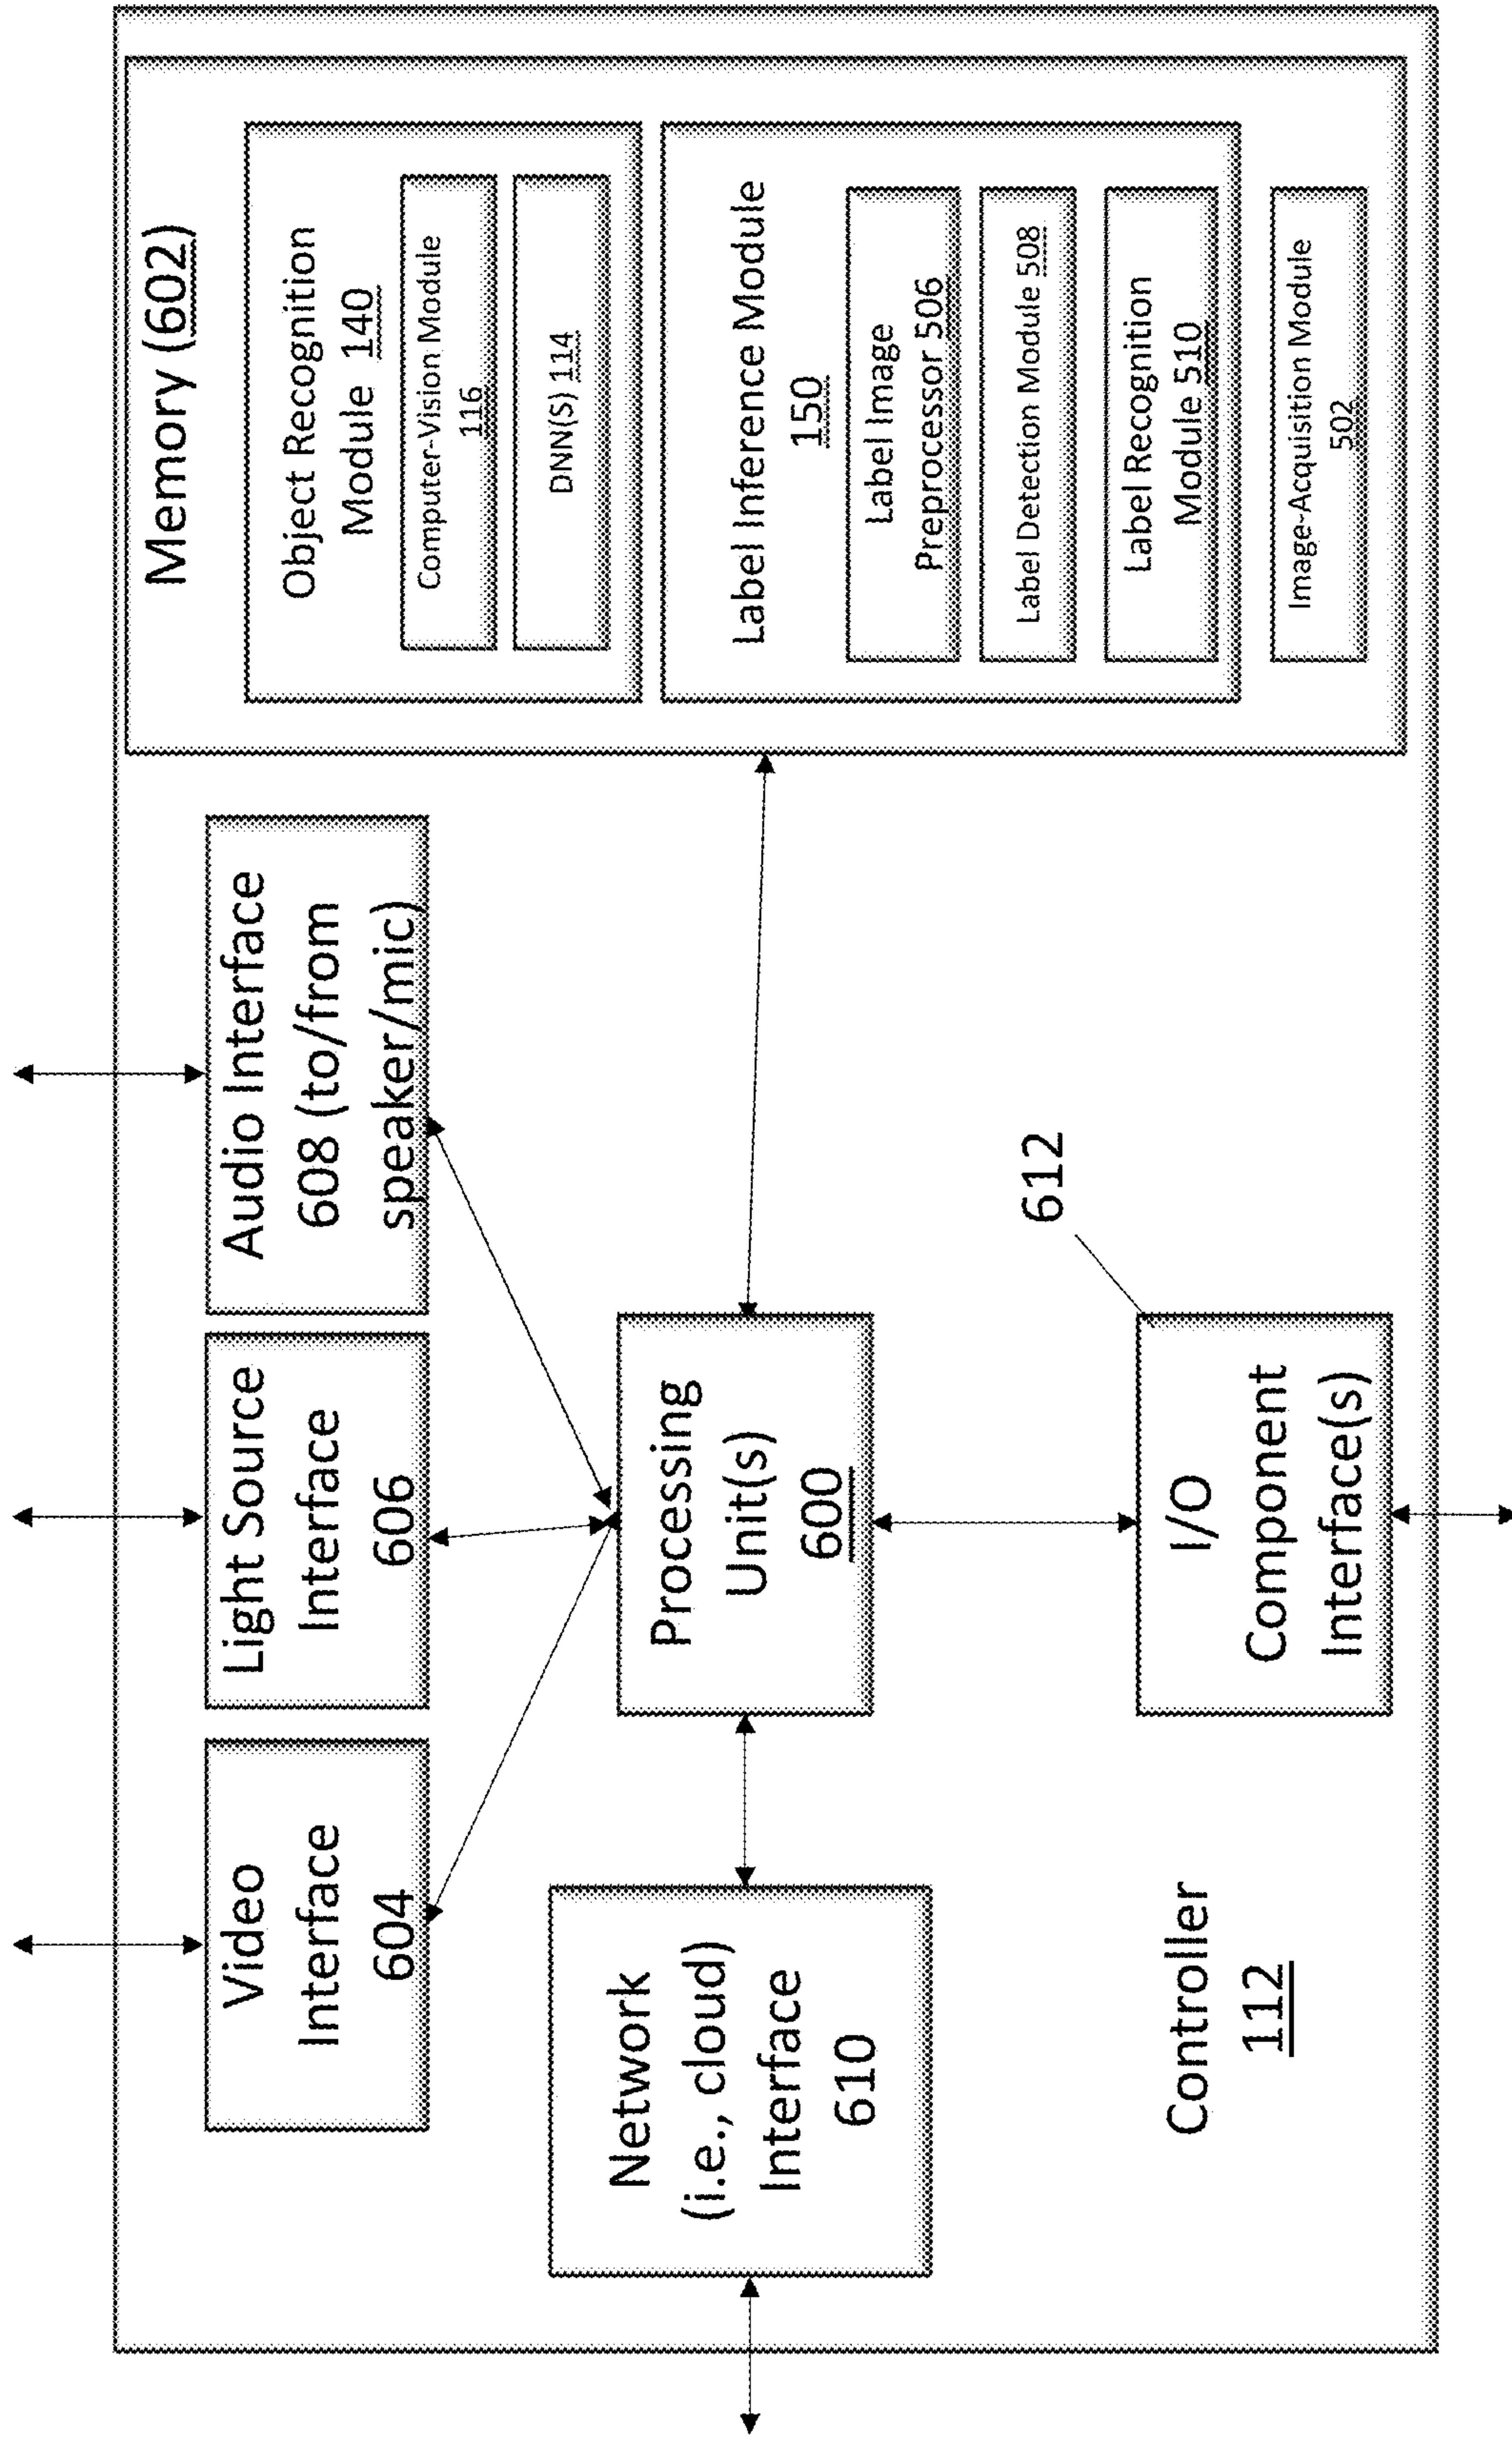 Video
Interface
604
Light Source
Interface
606
Audio Interface
608 (to/from
speaker/mic)
Memory (602)
Object Recognition
Module 140
Computer-Vision Module
116
DNN(S) 114
Label Inference Module
150
Label Image
Preprocessor 506
Label Detection Module 508
Label Recognition
Module 510
Image-Acquisition Module
502
Network
(i.e., cloud)
Interface
610
Processing
Unit(s)
600
612
I/O
Component
Interface(s)
Controller
112